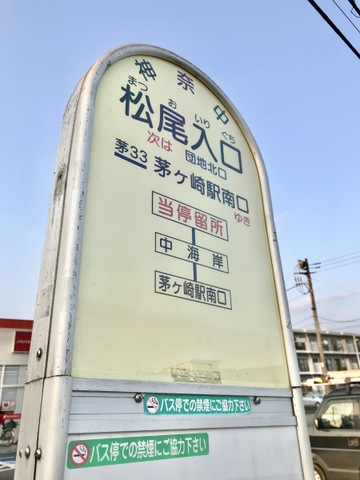 奈中
まつ お いり ぐち
松尾入口
次は 団地北口
茅33 茅ヶ崎駅南口
ゆき
当停留所
中海岸
茅ヶ崎駅南口
バス停での禁煙にご協力下さい
バス停での禁煙にご協力下さい